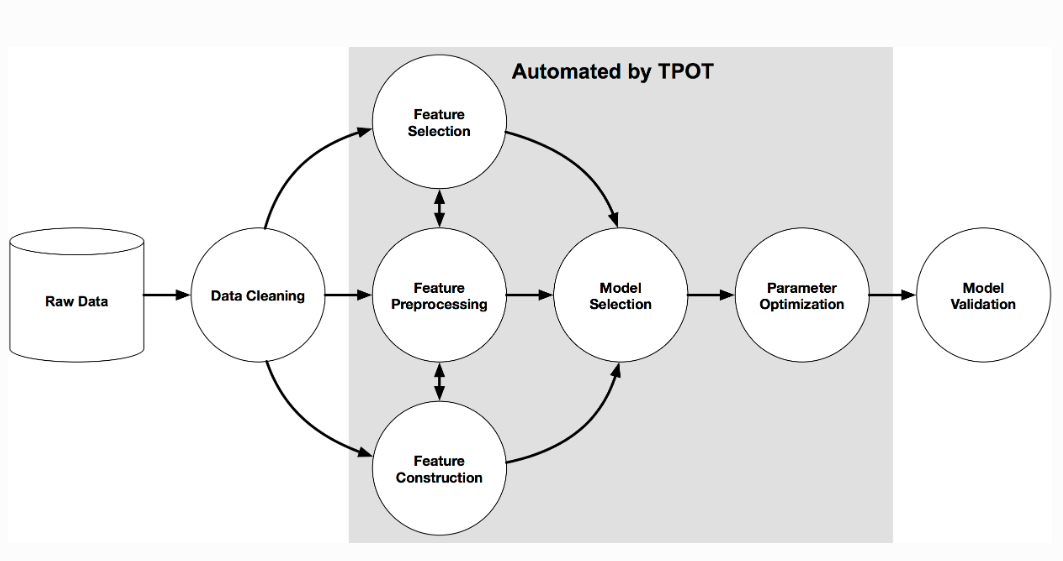 Automated by TPOT
Feature
Selection
Raw Data
Data Cleaning
Feature
Preprocessing
Model
Selection
Parameter
Optimization
Model
Validation
Feature
Construction